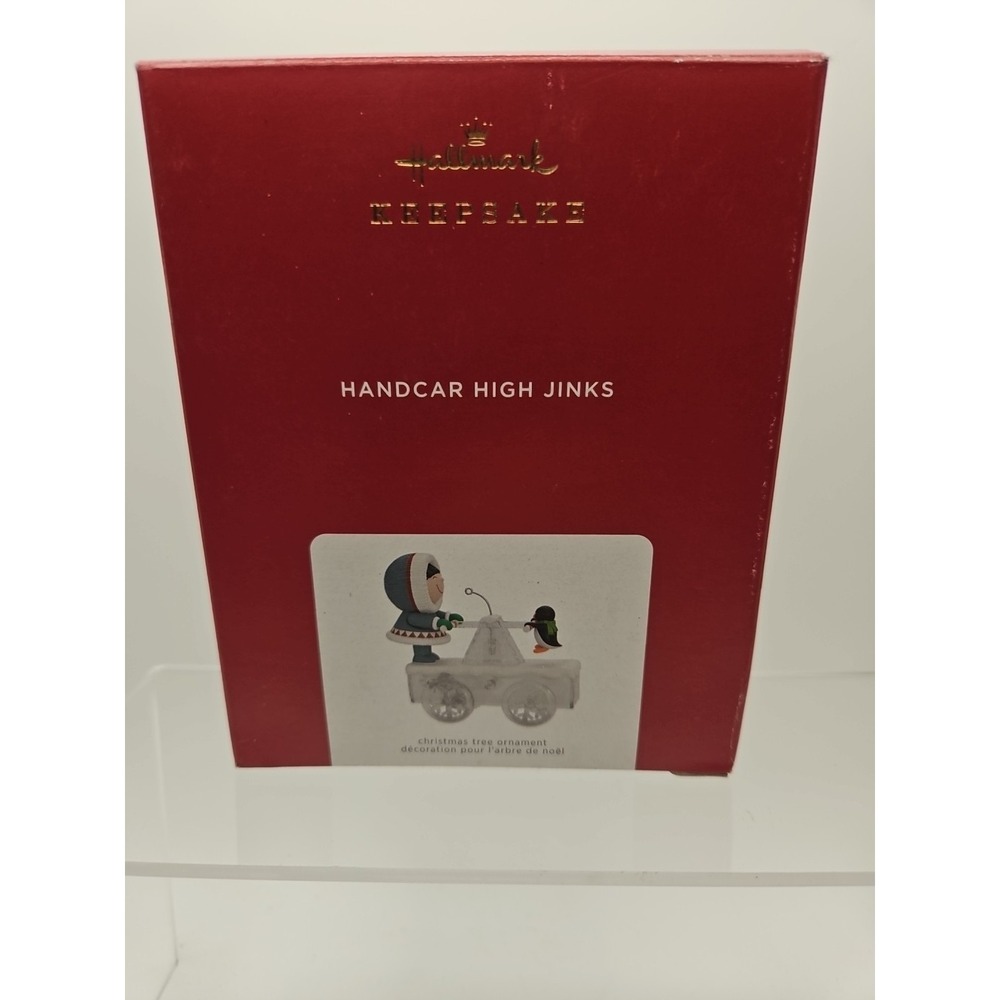 Hallmark
KEEPSAKE
HANDCAR HIGH JINKS
christmas tree ornament
décoration pour l'arbre de noël